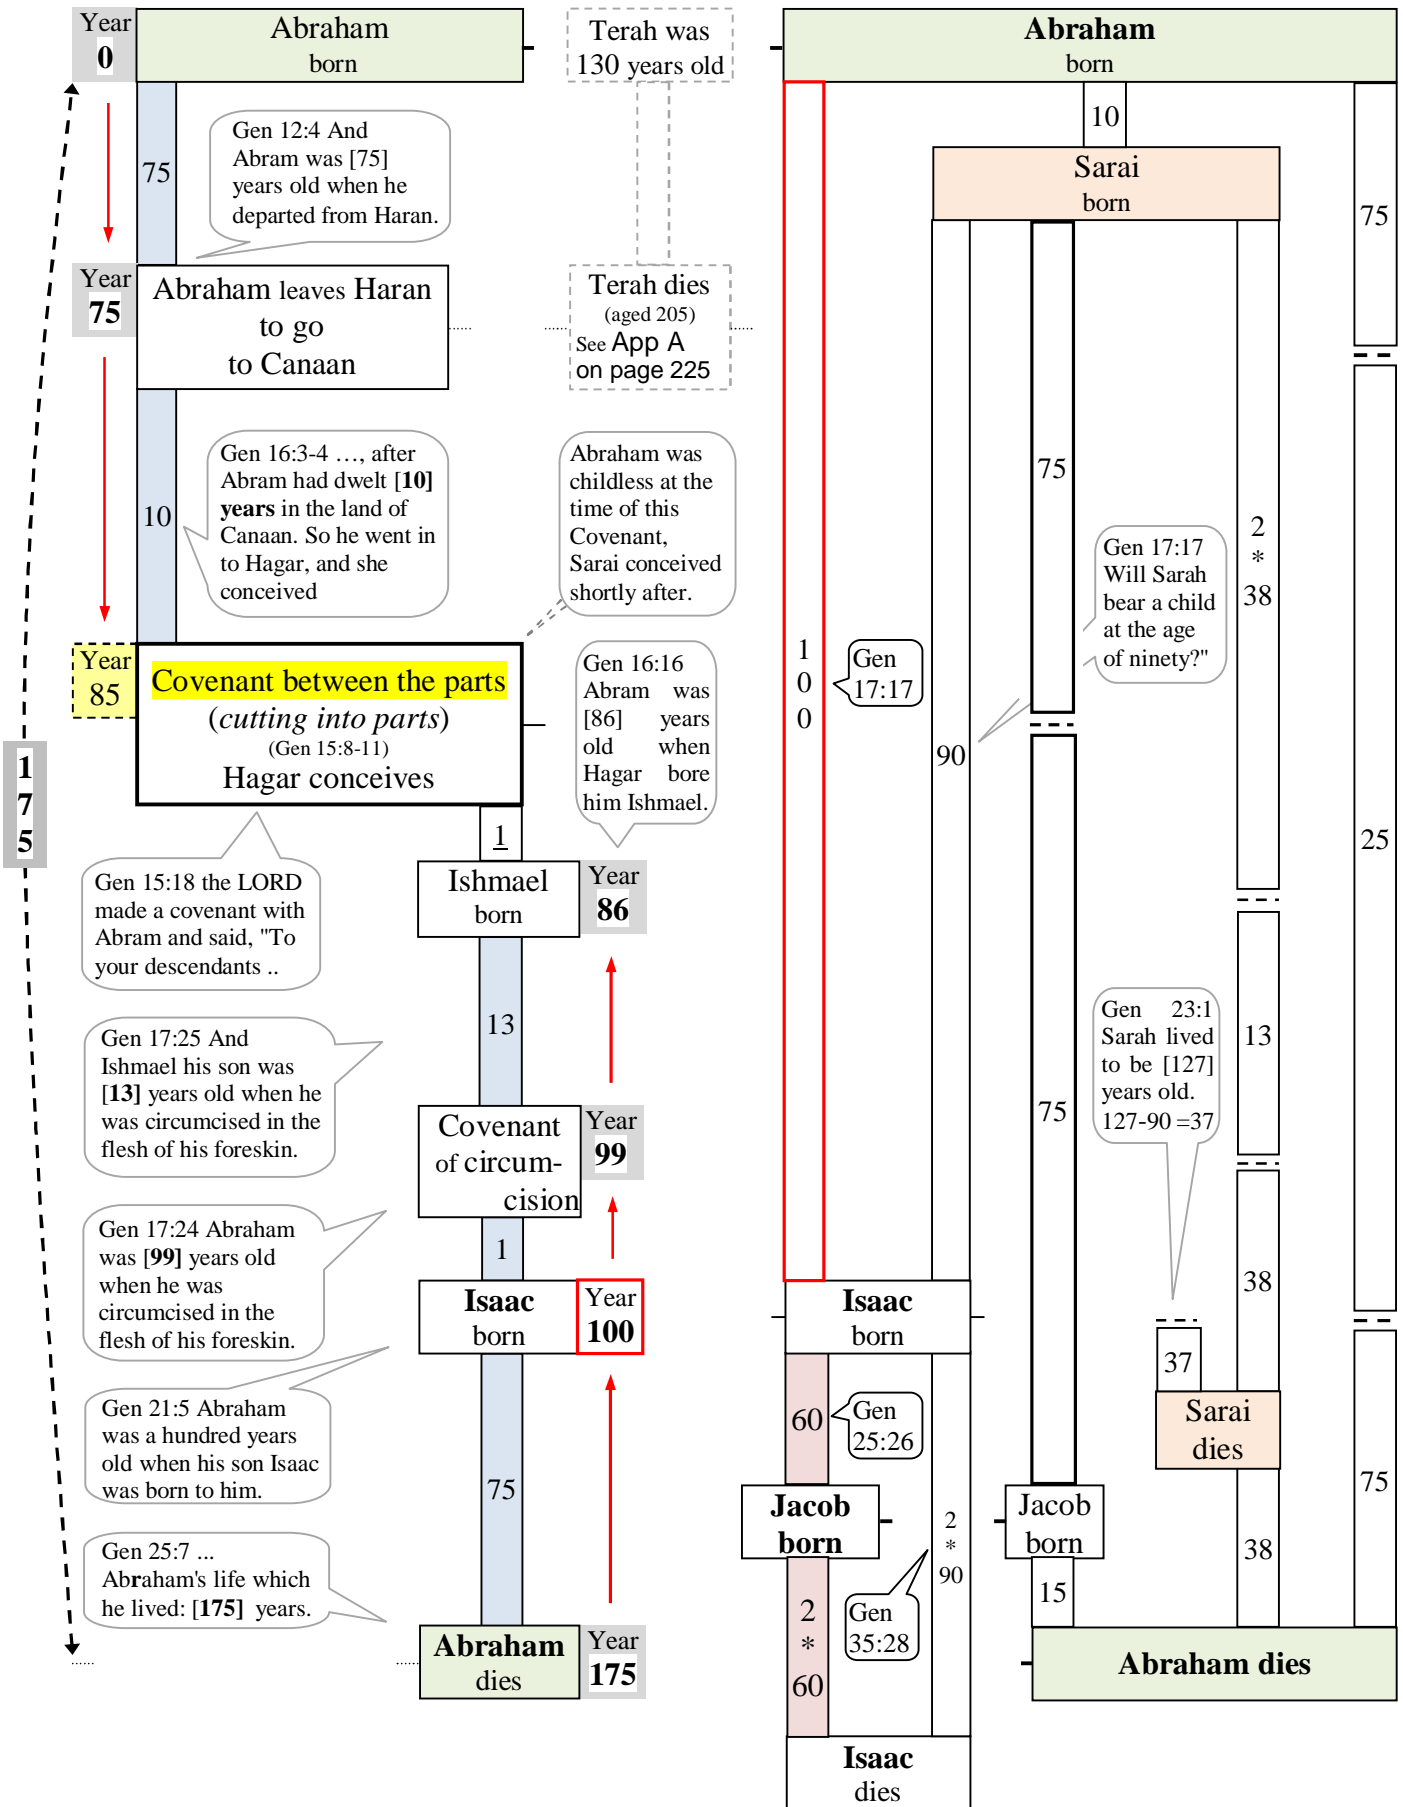 Year
0
Abraham
born
Terah was
130 years old
75
Gen 12:4 And
Abram was [75]
years old when he
departed from Haran.
Year
75
Abraham leaves Haran
to go
to Canaan
Terah dies
(aged 205)
See App A
on page 225
10
Gen 16:3-4 …, after
Abram had dwelt [10]
years in the land of
Canaan. So he went in
to Hagar, and she
conceived
Abraham was
childless at the
time of this
Covenant,
Sarai conceived
shortly after.
Year
85
Covenant between the parts
(cutting into parts)
(Gen 15:8-11)
Hagar conceives
Gen 16:16
Abram was
[86] years
old when
Hagar bore
him Ishmael.
1
7
5
1
Gen 15:18 the LORD
made a covenant with
Abram and said, "To
your descendants ..
Ishmael
born
Year
86
13
Gen 17:25 And
Ishmael his son was
[13] years old when he
was circumcised in the
flesh of his foreskin.
Covenant
of circum-
cision
Year
99
Gen 17:24 Abraham
was [99] years old
when he was
circumcised in the
flesh of his foreskin.
1
Isaac
born
Year
100
Gen 21:5 Abraham
was a hundred years
old when his son Isaac
was born to him.
75
Gen 25:7 ...
Abraham's life which
he lived: [175] years.
Abraham
dies
Year
175
Abraham
born
10
Sarai
born
75
75
2
*
38
Gen 17:17
Will Sarah
bear a child
at the age
of ninety?"
1
0
0
Gen
17:17
90
25
Gen 23:1
Sarah lived
to be [127]
years old.
127-90 =37
13
75
38
Isaac
born
37
60
Gen
25:26
Sarai
dies
75
Jacob
born
Jacob
born
2
*
90
38
15
2
*
60
Gen
35:28
Abraham dies
Isaac
dies